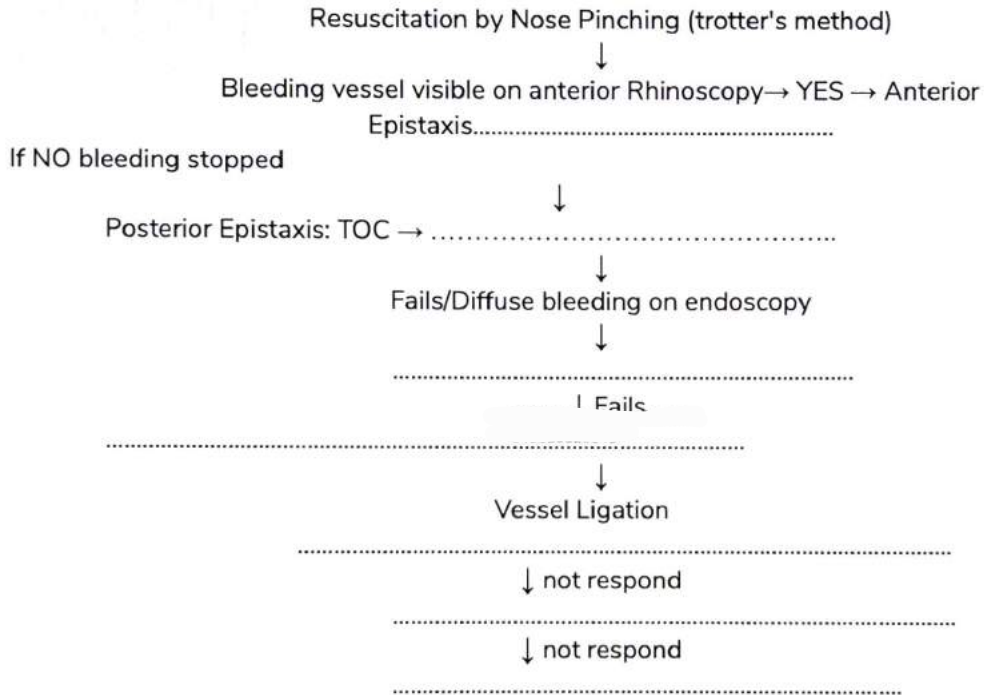 Resuscitation by Nose Pinching (trotter's method)
↓
Bleeding vessel visible on anterior Rhinoscopy→ YES → Anterior
Epistaxis..........................................................................
If NO bleeding stopped
↓
Posterior Epistaxis: TOC → ............................................................
↓
Fails/Diffuse bleeding on endoscopy
↓
..............................................................................................
↓ Fails
..............................................................................................
↓
Vessel Ligation
..............................................................................................
↓ not respond
..............................................................................................
↓ not respond
..............................................................................................